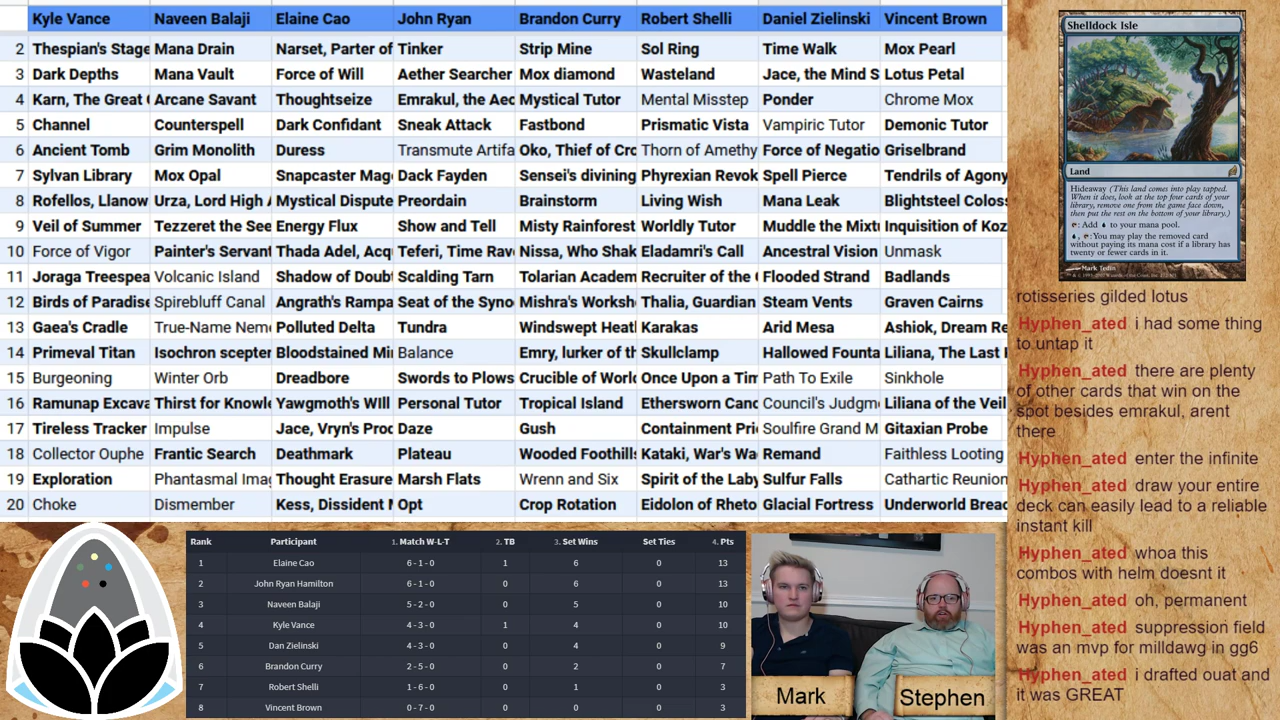 Kyle Vance Naveen Balaji Elaine Cao John Ryan Brandon Curry Robert Shelli Daniel Zielinski Vincent Brown
2 Thespian's Stage Mana Drain Narset, Parter of Tinker Strip Mine Sol Ring Time Walk Mox Pearl
3 Dark Depths Mana Vault Force of Will Aether Searcher Mox diamond Wasteland Jace, the Mind S Lotus Petal
4 Karn, The Great Arcane Savant Thoughtseize Emrakul, the Aeo Mystical Tutor Mental Misstep Ponder Chrome Mox
5 Channel Counterspell Dark Confidant Sneak Attack Fastbond Prismatic Vista Vampiric Tutor Demonic Tutor
6 Ancient Tomb Grim Monolith Duress Transmute Artifa Oko, Thief of Cro Thorn of Amethy Force of Negatio Griselbrand
7 Sylvan Library Mox Opal Snapcaster Mag Dack Fayden Sensei's divining Phyrexian Revok Spell Pierce Tendrils of Agony
8 Rofellos, Llanow Urza, Lord High A Mystical Dispute Preordain Brainstorm Living Wish Mana Leak Blightsteel Colos
9 Veil of Summer Tezzeret the See Energy Flux Show and Tell Misty Rainforest Worldly Tutor Muddle the Mixtu Inquisition of Koz
10 Force of Vigor Painter's Servant Thada Adel, Acq Teferi, Time Rav Nissa, Who Shak Eladamri's Call Ancestral Vision Unmask
11 Joraga Treespea Volcanic Island Shadow of Doub Scalding Tarn Tolarian Academ Recruiter of the Flooded Strand Badlands
12 Birds of Paradise Spirebluff Canal Angrath's Rampa Seat of the Syno Mishra's Worksh Thalia, Guardian Steam Vents Graven Cairns
13 Gaea's Cradle True-Name Neme Polluted Delta Tundra Windswept Heat Karakas Arid Mesa Ashiok, Dream Re
14 Primeval Titan Isochron scepter Bloodstained Mi Balance Emry, lurker of th Skullclamp Hallowed Founta Liliana, The Last
15 Burgeoning Winter Orb Dreadbore Swords to Plows Crucible of World Once Upon a Tim Path To Exile Sinkhole
16 Ramunap Excava Thirst for Knowle Yawgmoth's WIll Personal Tutor Tropical Island Ethersworn Cano Council's Judgm Liliana of the Veil
17 Tireless Tracker Impulse Jace, Vryn's Prod Daze Gush Containment Prie Soulfire Grand M Gitaxian Probe
18 Collector Ouphe Frantic Search Deathmark Plateau Wooded Foothills Kataki, War's Wa Remand Faithless Looting
19 Exploration Phantasmal Imag Thought Erasure Marsh Flats Wrenn and Six Spirit of the Laby Sulfur Falls Cathartic Reunion
20 Choke Dismember Kess, Dissident M Opt Crop Rotation Eidolon of Rheto Glacial Fortress Underworld Breac
Shelldock Isle
Land
Hideaway (This land comes into play tapped.
When it does, look at the top four cards of your
library, remove one from the game face down,
then put the rest on the bottom of your library.)
: Add to your mana pool.
, : You may play the removed card
without paying its mana cost if a library has
twenty or fewer cards in it.
Mark Tedin
rotisseries gilded lotus
Hyphen_ated i had some thing
to untap it
Hyphen_ated there are plenty
of other cards that win on the
spot besides emrakul, arent
there
Hyphen_ated enter the infinite
Hyphen_ated draw your entire
deck can easily lead to a reliable
instant kill
Hyphen_ated whoa this
combos with helm doesnt it
Hyphen_ated oh, permanent
Hyphen_ated suppression field
was an mvp for milldawg in gg6
Hyphen_ated i drafted ouat and
it was GREAT
Rank Participant 1. Match W-L-T 2. TB 3. Set Wins Set Ties 4. Pts
1 Elaine Cao 6 - 1 - 0 1 6 0 13
2 John Ryan Hamilton 6 - 1 - 0 0 6 0 13
3 Naveen Balaji 5 - 2 - 0 0 5 0 10
4 Kyle Vance 4 - 3 - 0 1 4 0 10
5 Dan Zielinski 4 - 3 - 0 0 4 0 9
6 Brandon Curry 2 - 5 - 0 0 2 0 7
7 Robert Shelli 1 - 6 - 0 0 1 0 3
8 Vincent Brown 0 - 7 - 0 0 0 0 3
Mark
Stephen